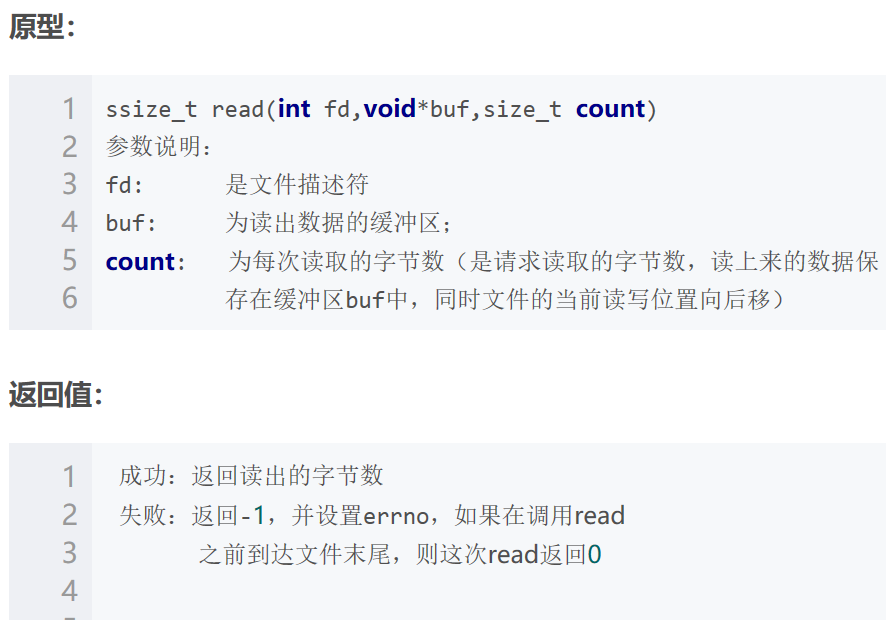 原型：
1 ssize_t read(int fd,void*buf,size_t count)
2 参数说明：
3 fd: 是文件描述符
4 buf: 为读出数据的缓冲区；
5 count: 为每次读取的字节数（是请求读取的字节数，读上来的数据保
6 存在缓冲区buf中，同时文件的当前读写位置向后移）
返回值：
1 成功：返回读出的字节数
2 失败：返回-1，并设置errno，如果在调用read
3 之前到达文件末尾，则这次read返回0
4